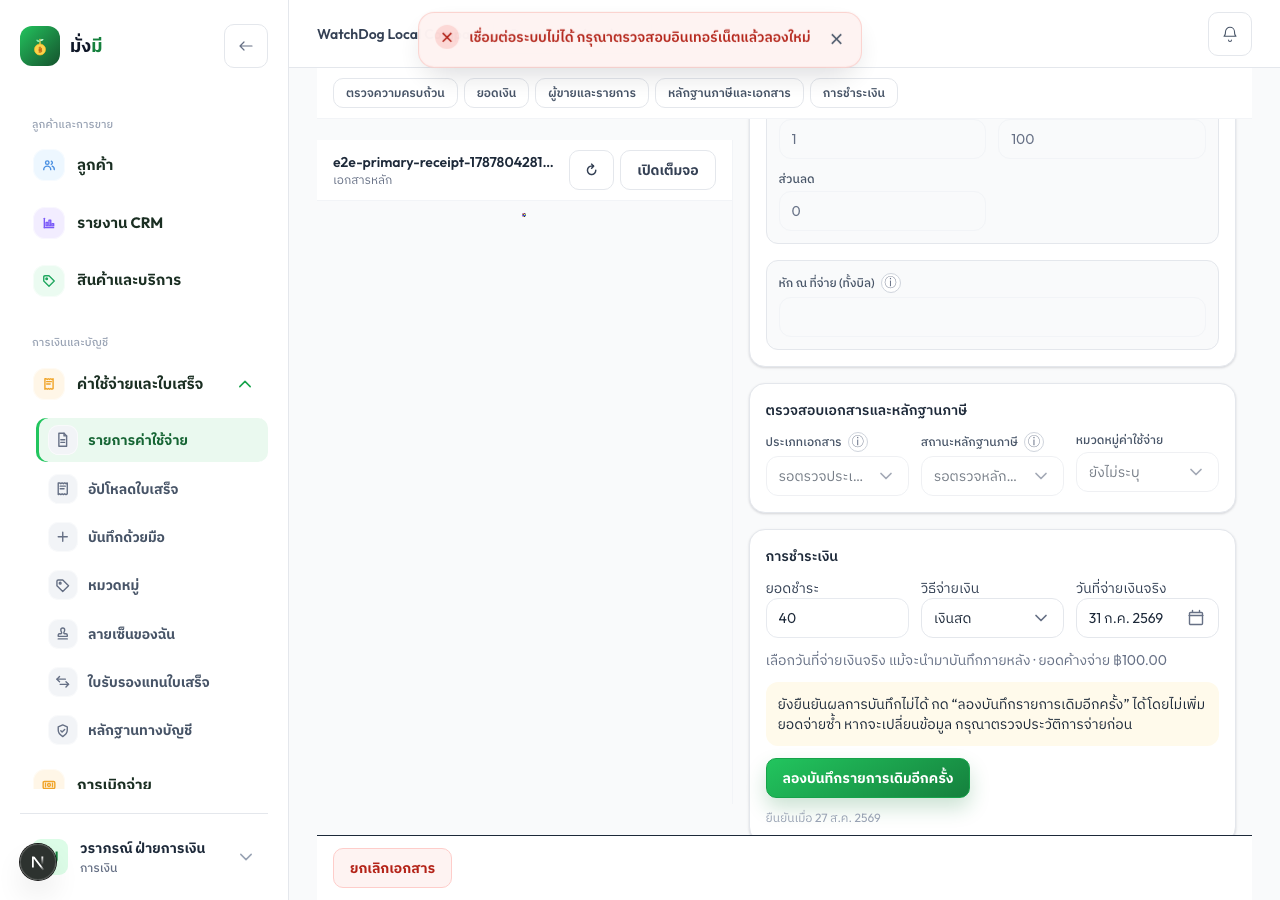 มั่งมี
ลูกค้าและการขาย
ลูกค้า
รายงาน CRM
สินค้าและบริการ
การเงินและบัญชี
ค่าใช้จ่ายและใบเสร็จ
รายการค่าใช้จ่าย
อัปโหลดใบเสร็จ
บันทึกด้วยมือ
หมวดหมู่
ลายเซ็นของฉัน
ใบรับรองแทนใบเสร็จ
หลักฐานทางบัญชี
การเบิกจ่าย
วราภรณ์ ฝ่ายการเงิน
การเงิน
N
WatchDog Loca
เชื่อมต่อระบบไม่ได้ กรุณาตรวจสอบอินเทอร์เน็ตแล้วลองใหม่
ตรวจความครบถ้วน
ยอดเงิน
ผู้ขายและรายการ
หลักฐานภาษีและเอกสาร
การชำระเงิน
e2e-primary-receipt-1787804281...
เอกสารหลัก
เปิดเต็มจอ
1
100
ส่วนลด
0
หัก ณ ที่จ่าย (ทั้งบิล)
ตรวจสอบเอกสารและหลักฐานภาษี
ประเภทเอกสาร
สถานะหลักฐานภาษี
หมวดหมู่ค่าใช้จ่าย
รอตรวจประเ...
รอตรวจหลัก...
ยังไม่ระบุ
การชำระเงิน
ยอดชำระ
วิธีจ่ายเงิน
วันที่จ่ายเงินจริง
40
เงินสด
31 ก.ค. 2569
เลือกวันที่จ่ายเงินจริง แม้จะนำมาบันทึกภายหลัง · ยอดค้างจ่าย ฿100.00
ยังยืนยันผลการบันทึกไม่ได้ กด “ลองบันทึกรายการเดิมอีกครั้ง” ได้โดยไม่เพิ่ม
ยอดจ่ายซ้ำ หากจะเปลี่ยนข้อมูล กรุณาตรวจประวัติการจ่ายก่อน
ลองบันทึกรายการเดิมอีกครั้ง
ยืนยันเมื่อ 27 ส.ค. 2569
ยกเลิกเอกสาร